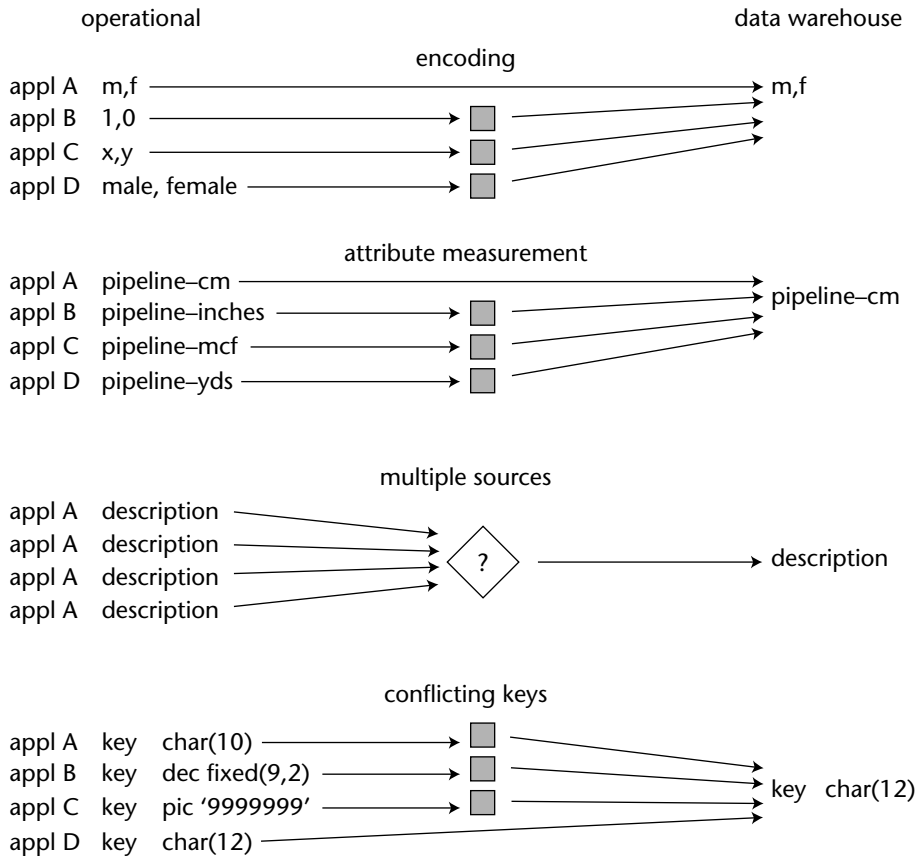 operational data warehouse
encoding
appl A m,f m,f
appl B 1,0
appl C x,y
appl D male, female
attribute measurement
appl A pipeline–cm
pipeline–cm
appl B pipeline–inches
appl C pipeline–mcf
appl D pipeline–yds
multiple sources
appl A description
appl A description
? description
appl A description
appl A description
conflicting keys
appl A key char(10)
appl B key dec fixed(9,2)
key char(12)
appl C key pic ‘9999999’
appl D key char(12)